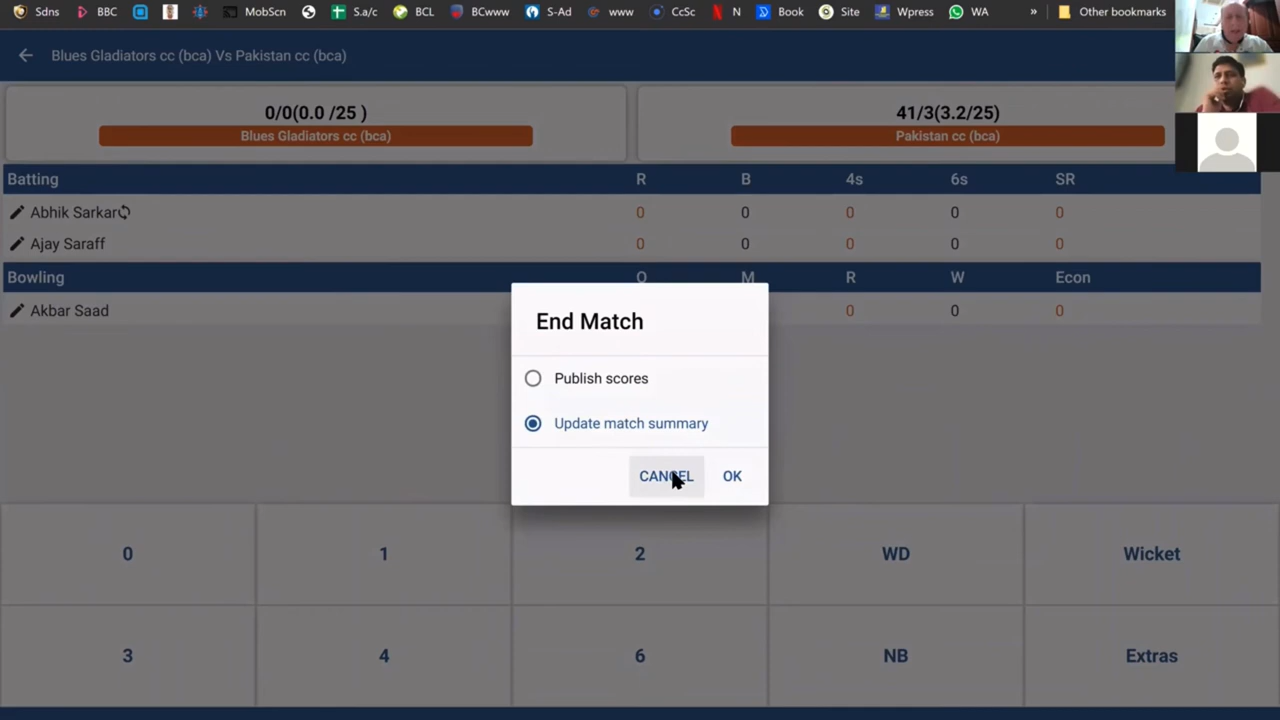 Sdns BBC MobScn S.a/c BCL BCwww S-Ad www CcSc N Book Site Wpress WA » Other bookmarks
Blues Gladiators cc (bca) Vs Pakistan cc (bca)
0/0(0.0 /25 ) 41/3(3.2/25)
Blues Gladiators cc (bca) Pakistan cc (bca)
Batting R B 4s 6s SR
Abhik Sarkar 0 0 0 0 0
Ajay Saraff 0 0 0 0 0
Bowling O M R W Econ
Akbar Saad 0 0 0
End Match
Publish scores
Update match summary
CANCEL OK
0 1 2 WD Wicket
3 4 6 NB Extras